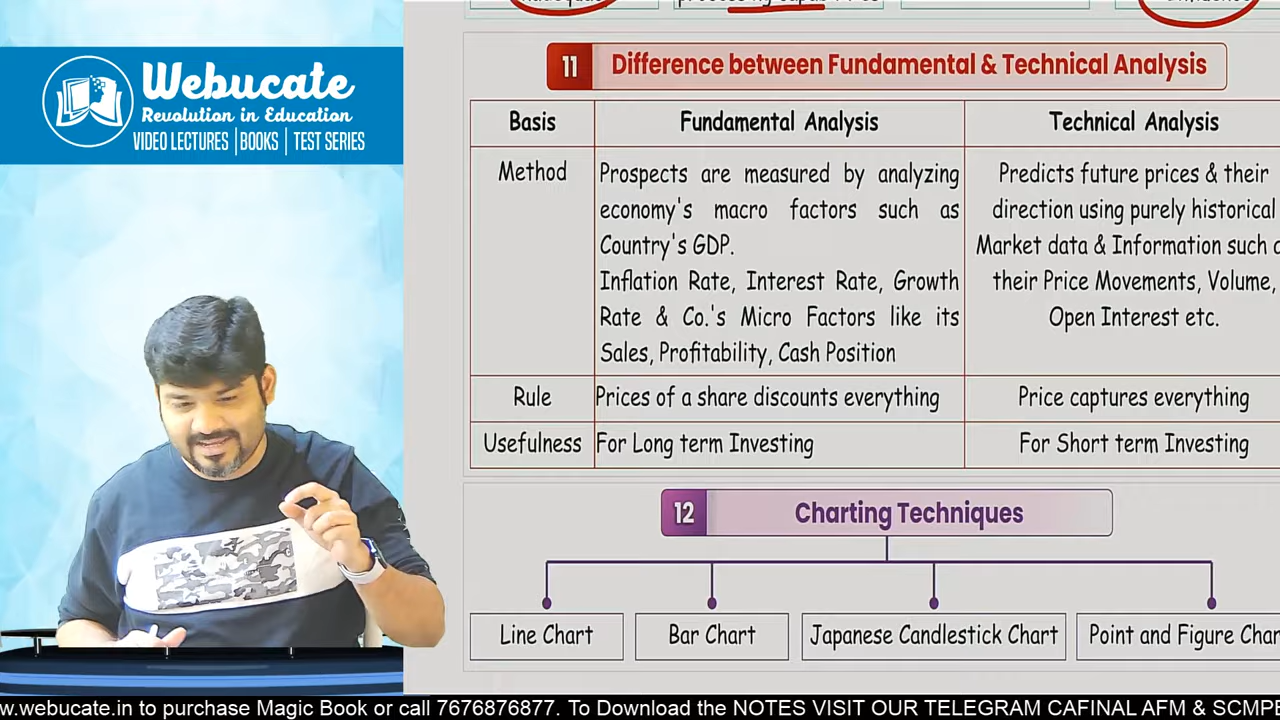 Webucate
Revolution in Education
VIDEO LECTURES | BOOKS | TEST SERIES
11 Difference between Fundamental & Technical Analysis
Basis
Fundamental Analysis
Technical Analysis
Method
Prospects are measured by analyzing
economy's macro factors such as
Country's GDP.
Inflation Rate, Interest Rate, Growth
Rate & Co.'s Micro Factors like its
Sales, Profitability, Cash Position
Predicts future prices & their
direction using purely historical
Market data & Information such
their Price Movements, Volume,
Open Interest etc.
Rule
Prices of a share discounts everything
Price captures everything
Usefulness
For Long term Investing
For Short term Investing
12 Charting Techniques
Line Chart
Bar Chart
Japanese Candlestick Chart
Point and Figure
w.webucate.in to purchase Magic Book or call 7676876877. To Download the NOTES VISIT OUR TELEGRAM CAFINAL AFM & SCMPE